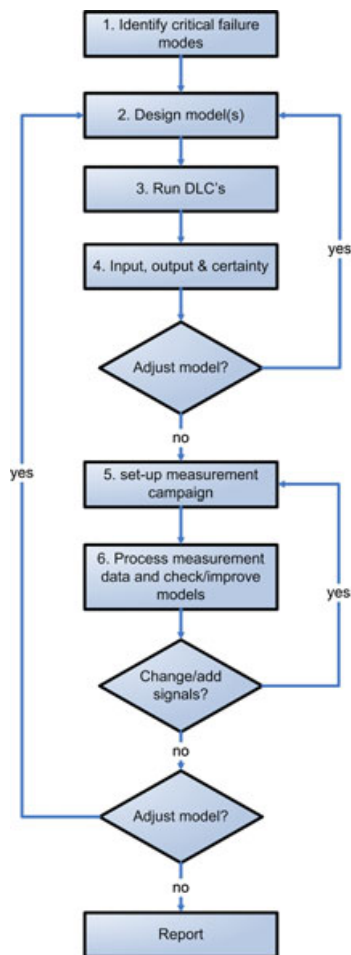 1. Identify critical failure
modes
2. Design model(s)
3. Run DLC's
yes
4. Input, output & certainty
Adjust model?
no
yes
5. set-up measurement
campaign
6. Process measurement
data and check/improve
models
yes
Change/add
signals?
no
Adjust model?
no
Report